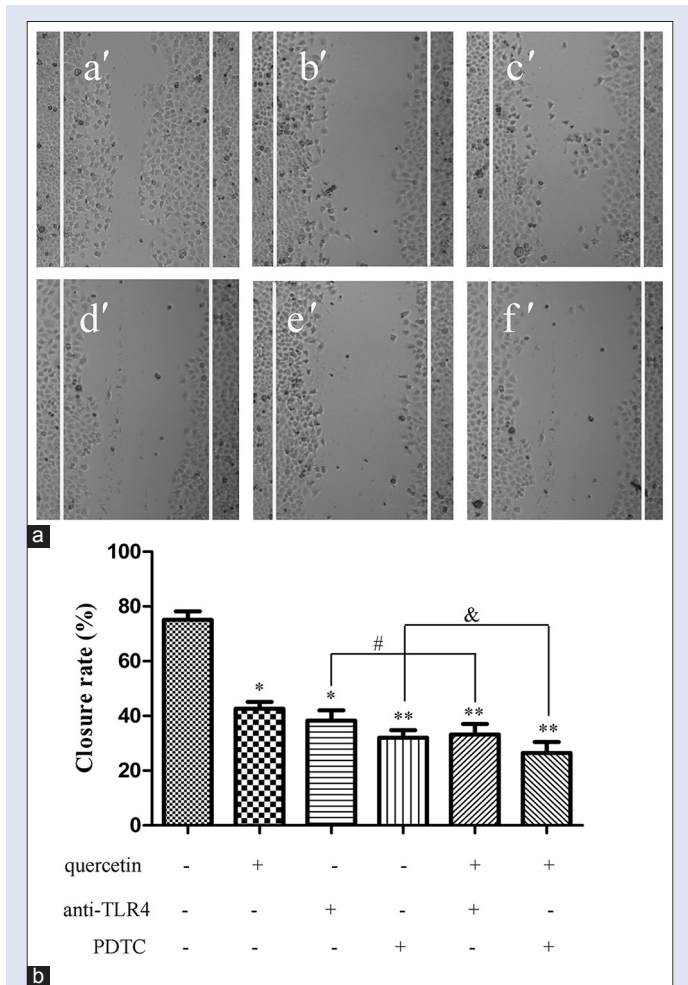 a′ b′ c′
d′ e′ f′
a
100
80
60
40
20
0
Closure rate (%)
* * ** ** **
# &
quercetin - + - - + +
anti-TLR4 - - + - + -
PDTC - - - + - +
b